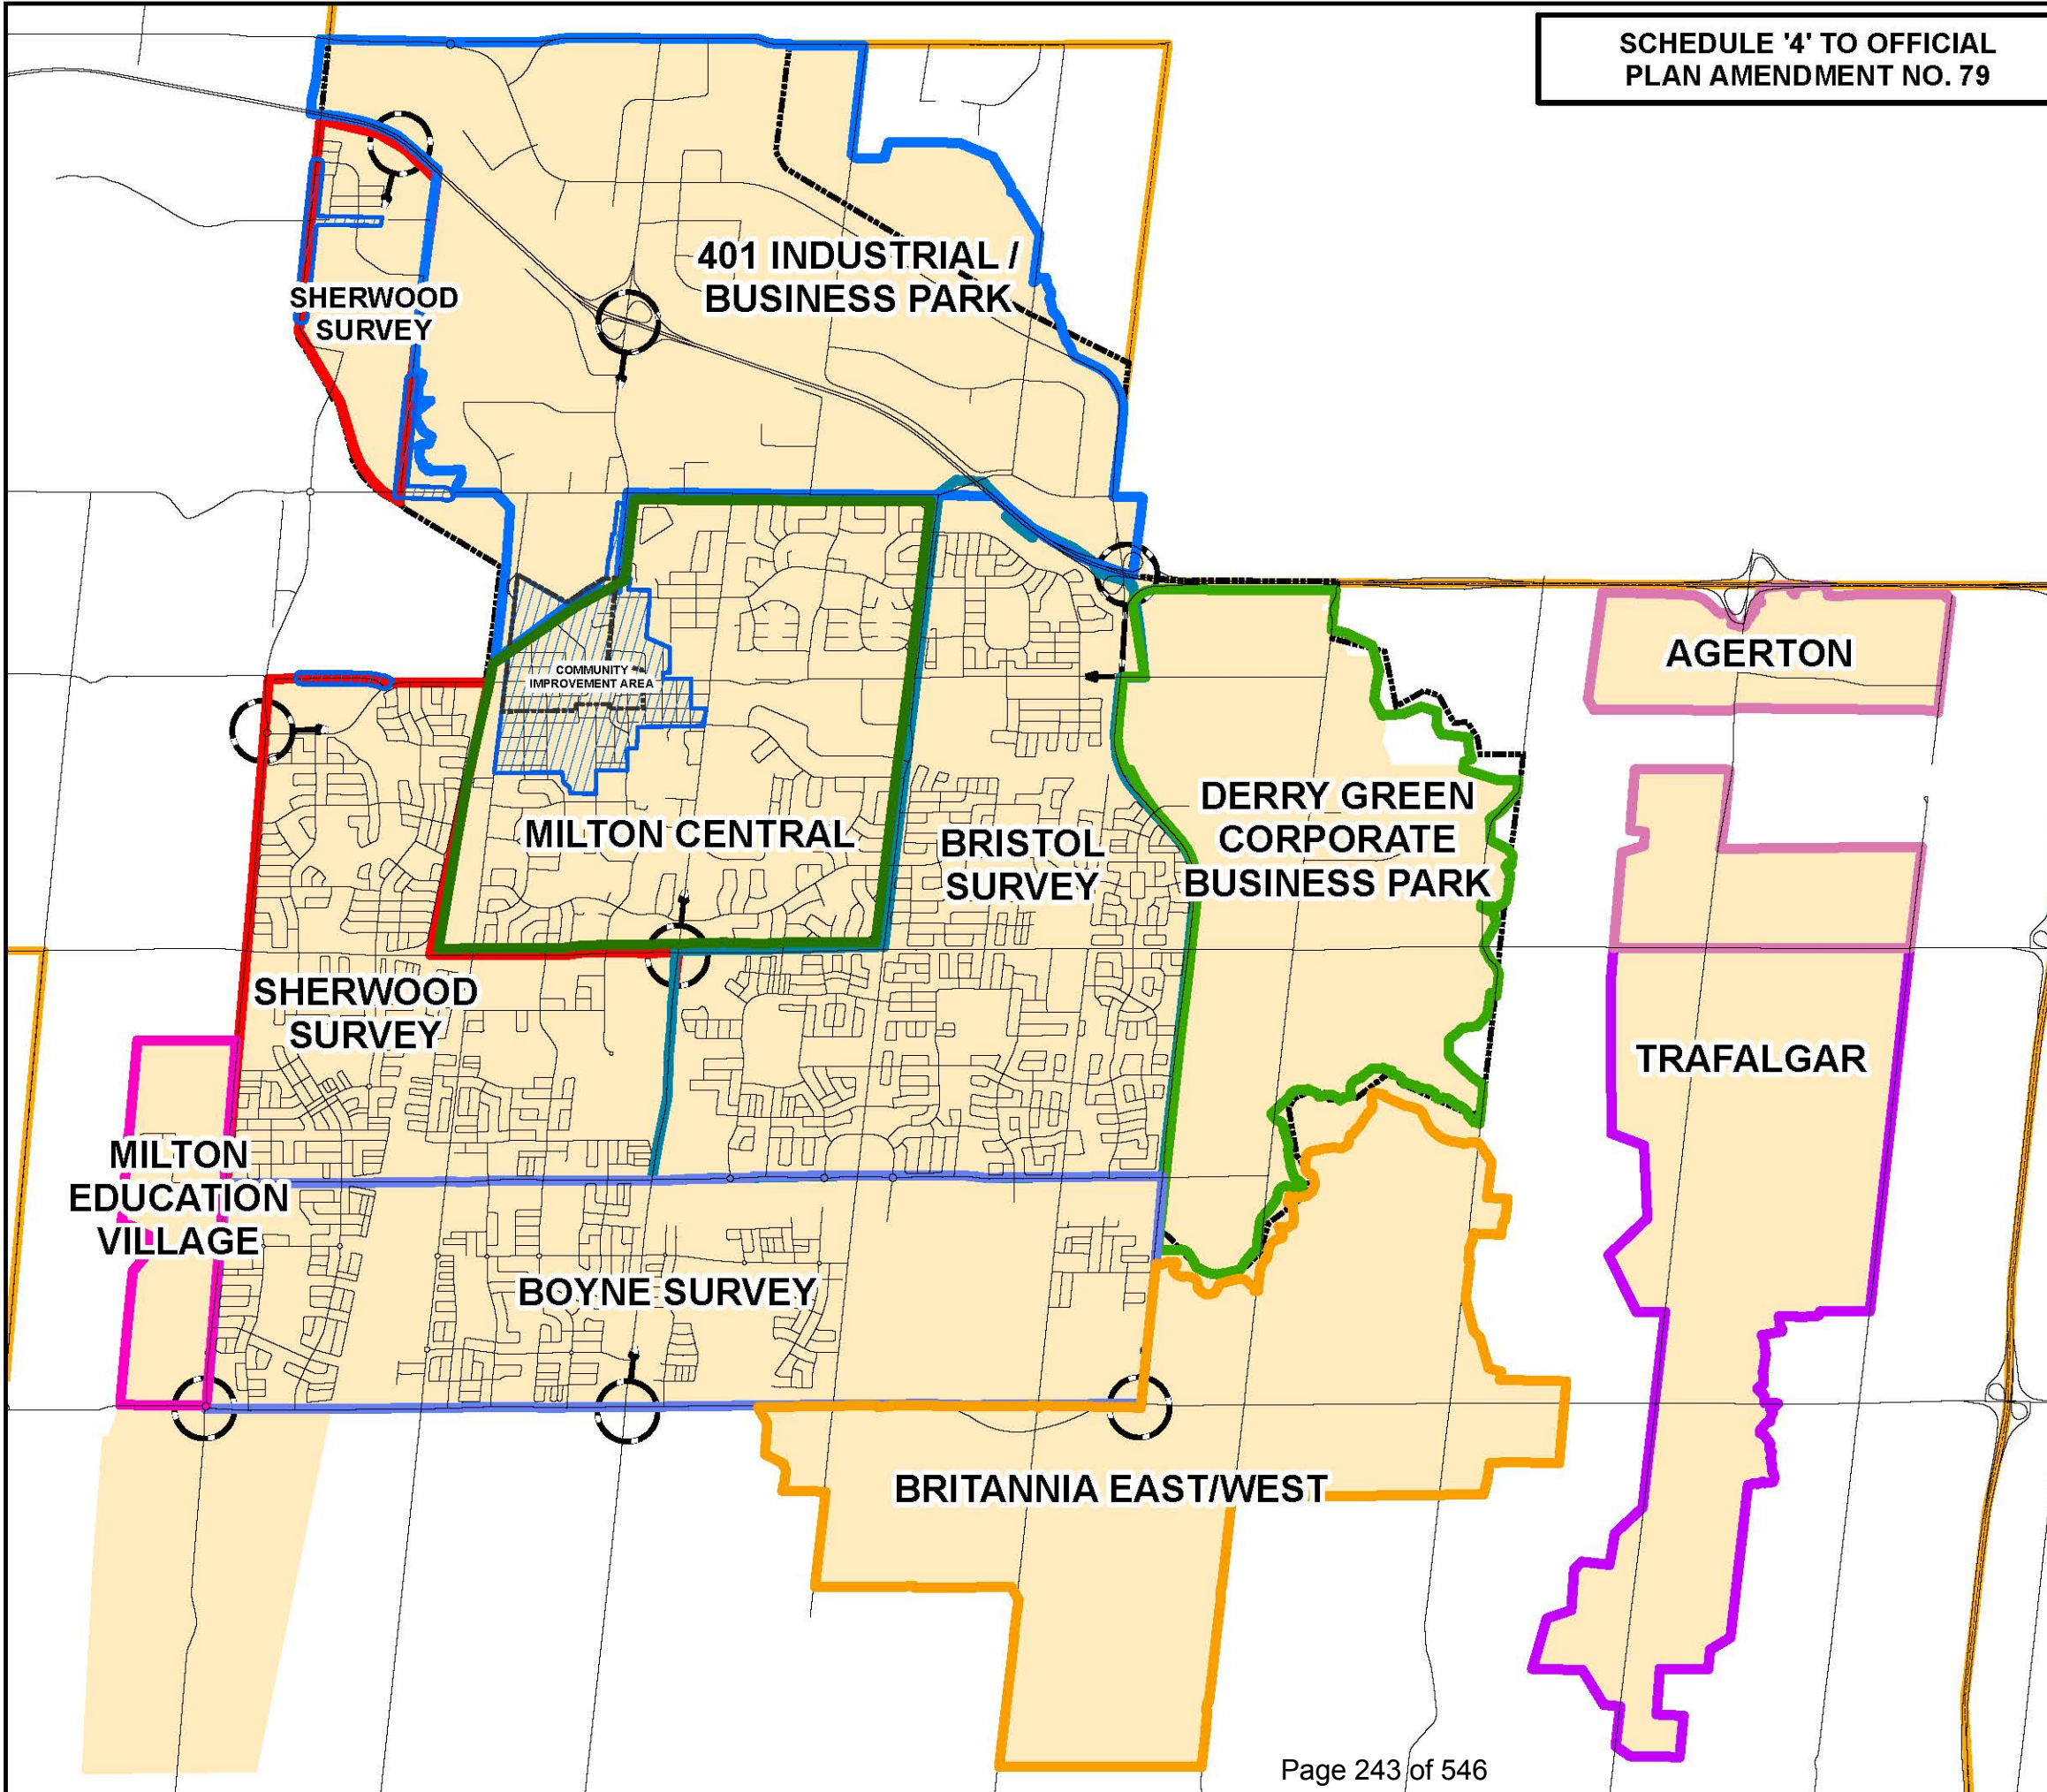 SCHEDULE '4' TO OFFICIAL
PLAN AMENDMENT NO. 79
401 INDUSTRIAL /
BUSINESS PARK
SHERWOOD
SURVEY
COMMUNITY
IMPROVEMENT AREA
AGERTON
MILTON CENTRAL
BRISTOL
SURVEY
DERRY GREEN
CORPORATE
BUSINESS PARK
SHERWOOD
SURVEY
TRAFALGAR
MILTON
EDUCATION
VILLAGE
BOYNE SURVEY
BRITANNIA EAST/WEST
Page 243 of 546